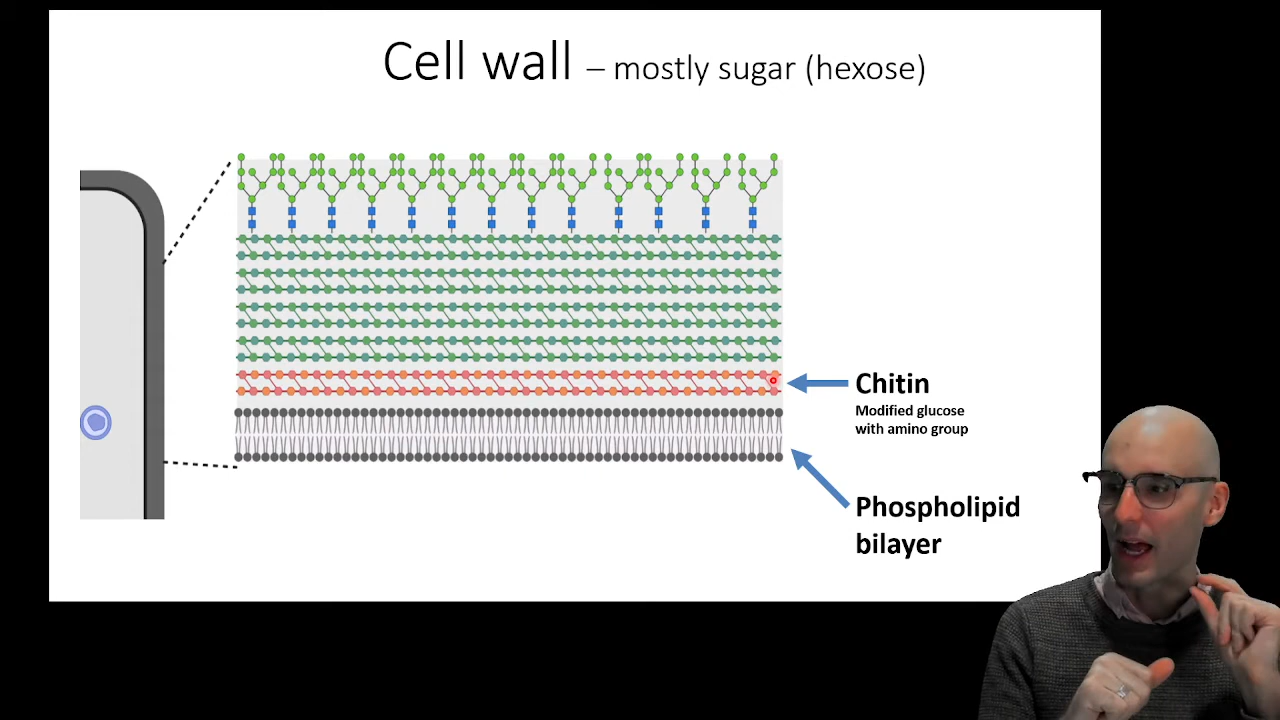 Cell wall – mostly sugar (hexose)
Chitin
Modified glucose
with amino group
Phospholipid
bilayer